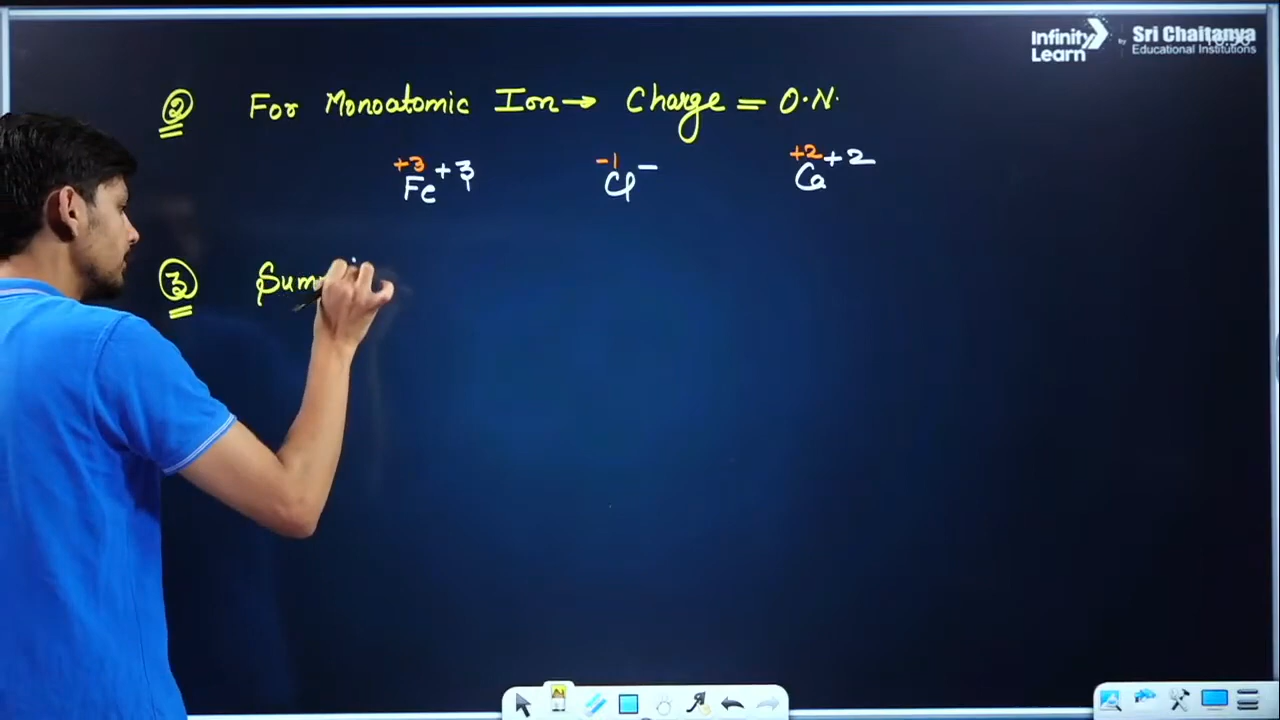 Infinity Learn by Sri Chaitanya Educational Institutions
② For Monoatomic Ion → Charge = O.N.
+3 -1 +2
Fe+3 Cl− Ca+2
③ Summ